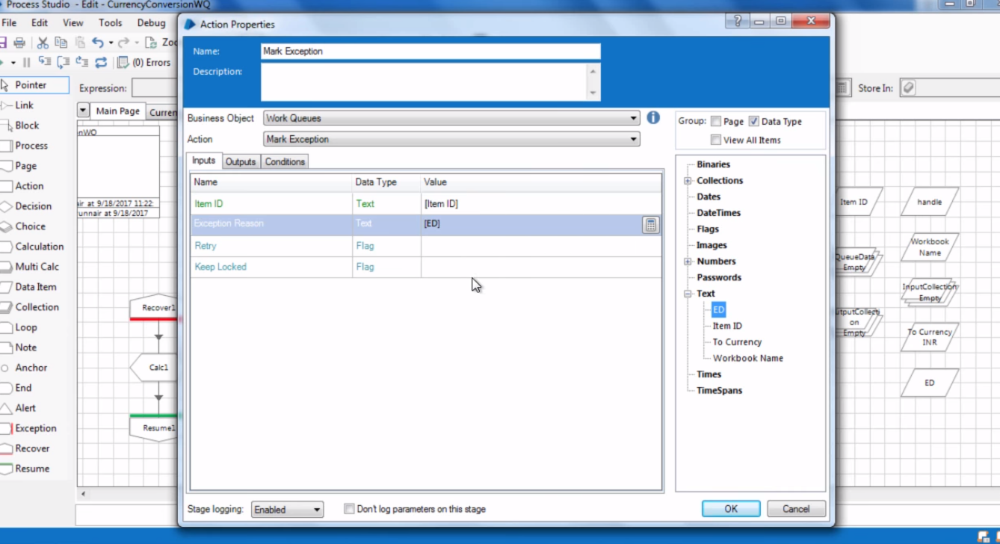 Process Studio - Edit - CurrencyConversionWQ
File Edit View Tools Debug
Zoo
(0) Errors
Pointer
Link
Block
Process
Page
Action
Decision
Choice
Calculation
Multi Calc
Data Item
Collection
Loop
Note
Anchor
End
Alert
Exception
Recover
Resume
Expression:
Store In:
Main Page
Curren
nWQ
air at 9/18/2017 11:22:
unnair at 9/18/2017
Recover1
Calc1
Resume1
Action Properties
Name: Mark Exception
Description:
Business Object Work Queues
Action Mark Exception
Inputs Outputs Conditions
Name Data Type Value
Item ID Text [Item ID]
Exception Reason Text [ED]
Retry Flag
Keep Locked Flag
Stage logging: Enabled
Don't log parameters on this stage
OK Cancel
Group: Page Data Type
View All Items
Binaries
Collections
Dates
DateTimes
Flags
Images
Numbers
Passwords
Text
ED
Item ID
To Currency
Workbook Name
Times
TimeSpans
Item ID
handle
QueueData
Empty
Workbook
Name
InputCollection
Empty
utputCollecti
on
Empty
To Currency
INR
ED